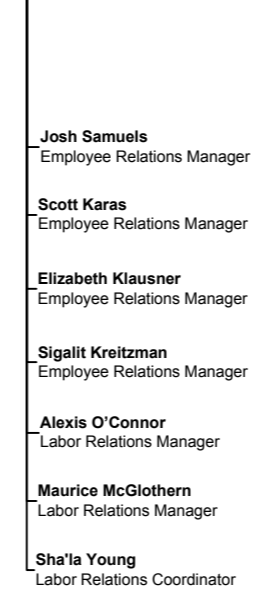 Josh Samuels
Employee Relations Manager
Scott Karas
Employee Relations Manager
Elizabeth Klausner
Employee Relations Manager
Sigalit Kreitzman
Employee Relations Manager
Alexis O’Connor
Labor Relations Manager
Maurice McGlothern
Labor Relations Manager
Sha'la Young
Labor Relations Coordinator